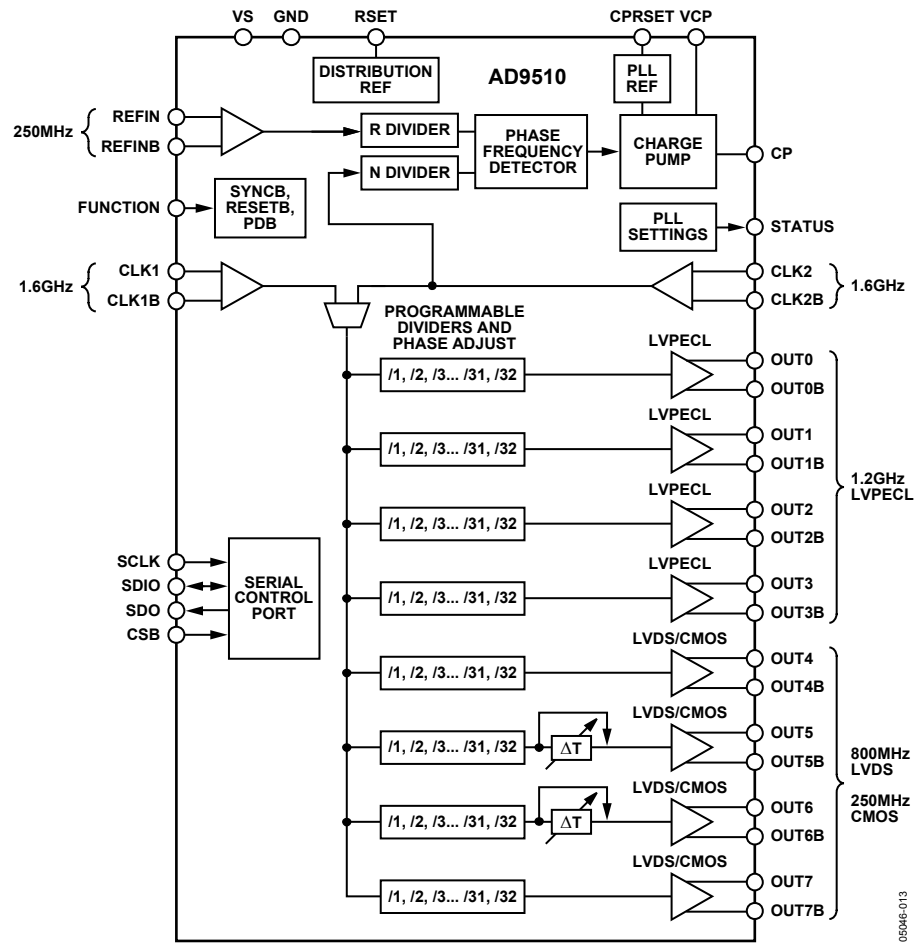 VS GND RSET CPRSET VCP
DISTRIBUTION
REF
AD9510
PLL
REF
250MHz
REFIN
REFINB
R DIVIDER
N DIVIDER
PHASE
FREQUENCY
DETECTOR
CHARGE
PUMP
CP
FUNCTION
SYNCB,
RESETB,
PDB
PLL
SETTINGS
STATUS
1.6GHz
CLK1
CLK1B
CLK2
CLK2B
1.6GHz
PROGRAMMABLE
DIVIDERS AND
PHASE ADJUST
LVPECL
/1, /2, /3... /31, /32
OUT0
OUT0B
LVPECL
/1, /2, /3... /31, /32
OUT1
OUT1B
1.2GHz
LVPECL
LVPECL
/1, /2, /3... /31, /32
OUT2
OUT2B
LVPECL
/1, /2, /3... /31, /32
OUT3
OUT3B
SCLK
SDIO
SDO
CSB
SERIAL
CONTROL
PORT
LVDS/CMOS
/1, /2, /3... /31, /32
OUT4
OUT4B
LVDS/CMOS
/1, /2, /3... /31, /32
ΔT
OUT5
OUT5B
800MHz
LVDS
250MHz
CMOS
LVDS/CMOS
/1, /2, /3... /31, /32
ΔT
OUT6
OUT6B
LVDS/CMOS
/1, /2, /3... /31, /32
OUT7
OUT7B
05046-013